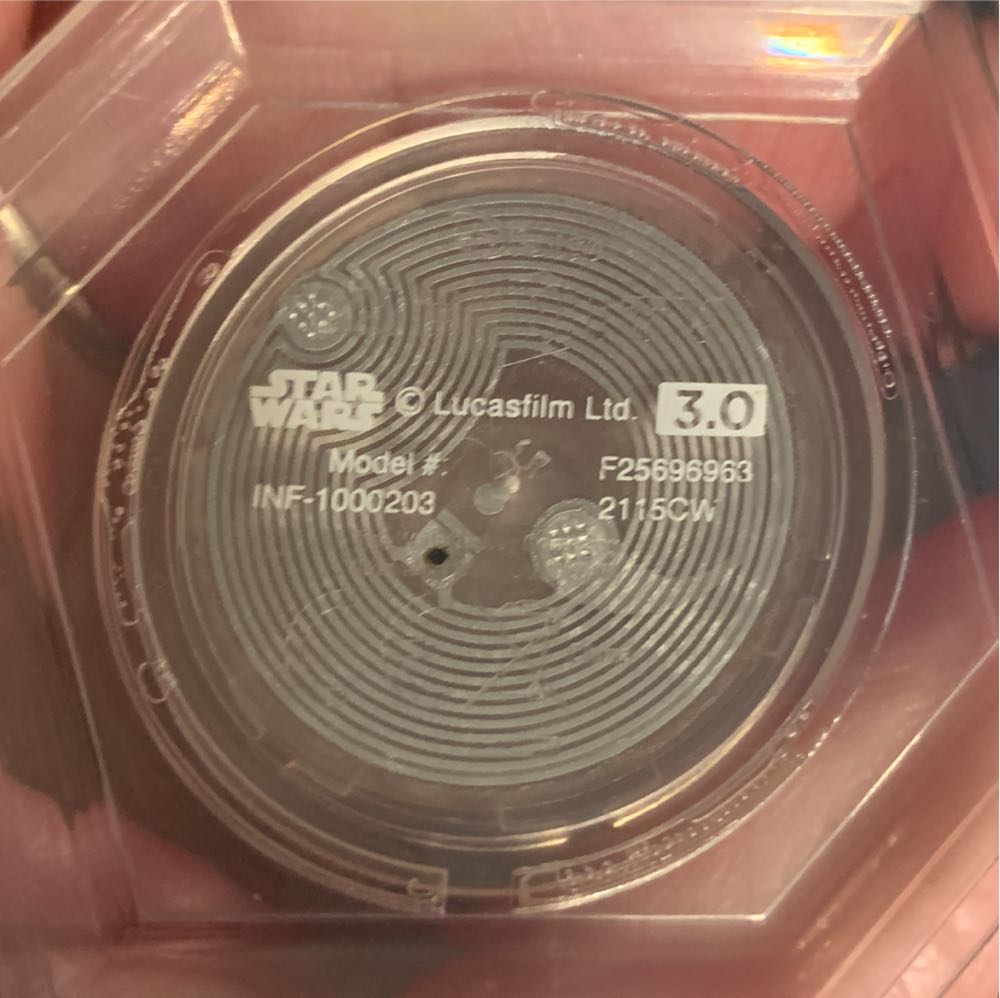 STAR WARS © Lucasfilm Ltd. 3.0
Model #: F25696963
INF-1000203 2115CW